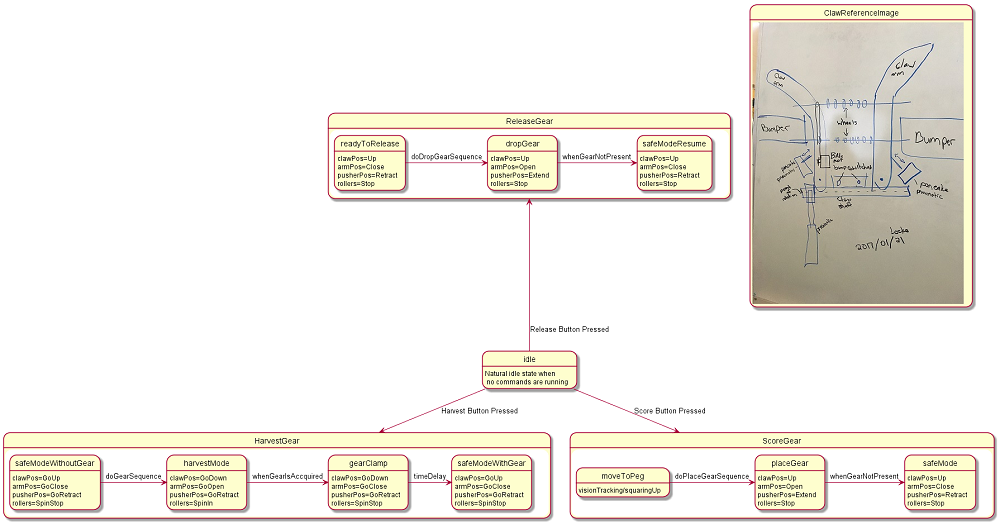 ClawReferenceImage
claw
arm
claw
arm
wheels
Bumper
Bumper
bump switches
pancake
pneumatic
Locke
2017/01/21
ReleaseGear
readyToRelease
clawPos=Up
armPos=Close
pusherPos=Retract
rollers=Stop
doDropGearSequence
dropGear
clawPos=Up
armPos=Open
pusherPos=Extend
rollers=Stop
whenGearNotPresent
safeModeResume
clawPos=Up
armPos=Close
pusherPos=Retract
rollers=Stop
Release Button Pressed
idle
Natural idle state when
no commands are running
Harvest Button Pressed
Score Button Pressed
HarvestGear
safeModeWithoutGear
clawPos=GoUp
armPos=GoClose
pusherPos=GoRetract
rollers=SpinStop
doGearSequence
harvestMode
clawPos=GoDown
armPos=GoOpen
pusherPos=GoRetract
rollers=SpinIn
whenGearIsAccquired
gearClamp
clawPos=GoDown
armPos=GoClose
pusherPos=GoRetract
rollers=SpinStop
timeDelay
safeModeWithGear
clawPos=GoUp
armPos=GoClose
pusherPos=GoRetract
rollers=SpinStop
ScoreGear
moveToPeg
visionTracking/squaringUp
doPlaceGearSequence
placeGear
clawPos=Up
armPos=Open
pusherPos=Extend
rollers=Stop
whenGearNotPresent
safeMode
clawPos=Up
armPos=Close
pusherPos=Retract
rollers=Stop